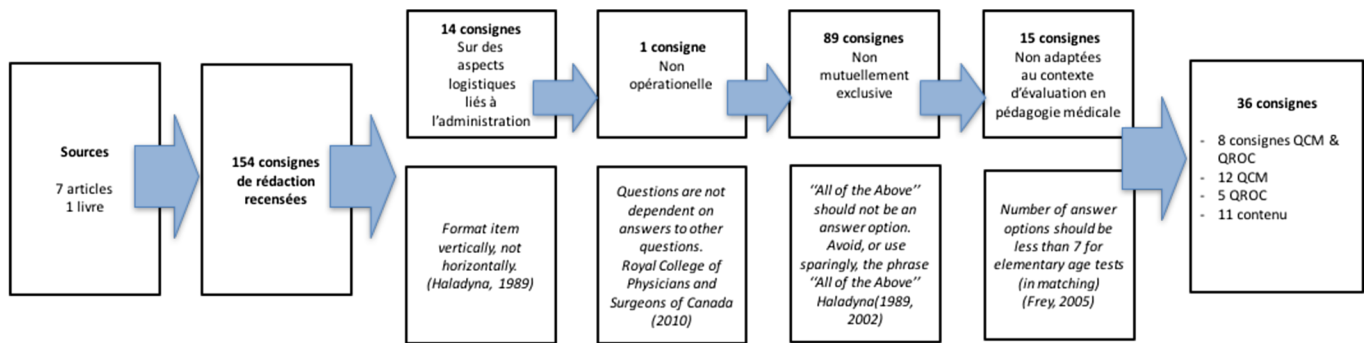 Sources
7 articles
1 livre
154 consignes
de rédaction
recensées
14 consignes
Sur des
aspects
logistiques
liés à
l'administration
Format item
vertically, not
horizontally.
(Haladyna, 1989)
1 consigne
Non
opérationelle
Questions are not
dependent on
answers to other
questions.
Royal College of
Physicians and
Surgeons of Canada
(2010)
89 consignes
Non
mutuellement
exclusive
‘‘All of the Above’’
should not be an
answer option.
Avoid, or use
sparingly, the phrase
‘‘All of the Above’’
Haladyna(1989,
2002)
15 consignes
Non adaptées
au contexte
d'évaluation en
pédagogie médicale
Number of answer
options should be
less than 7 for
elementary age tests
(in matching)
(Frey, 2005)
36 consignes
- 8 consignes QCM &
QROC
- 12 QCM
- 5 QROC
- 11 contenu